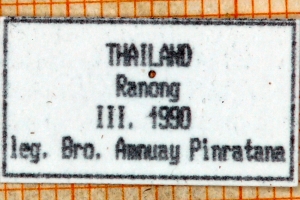 THAILAND
Ranong
III. 1990
leg. Bro. Amnuay Pinratana